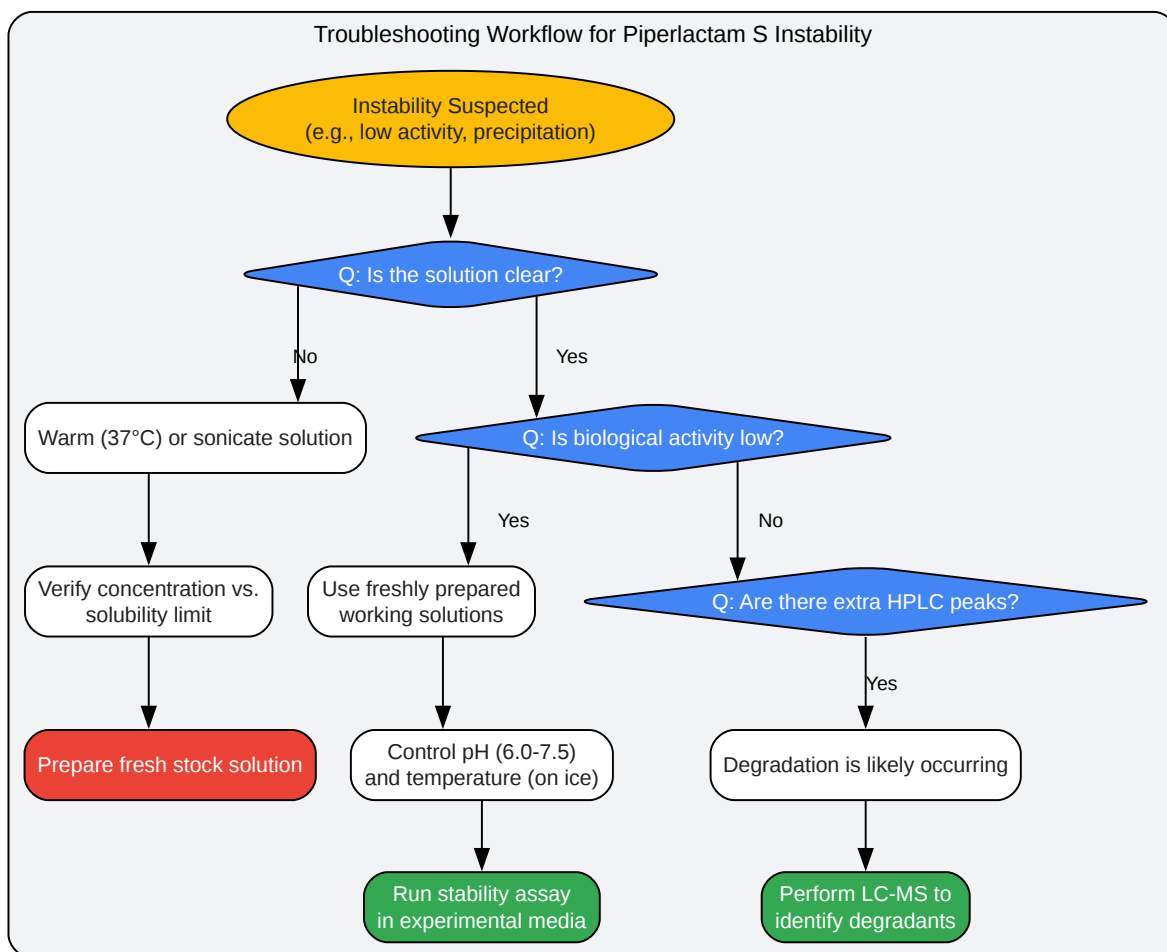 Troubleshooting Workflow for Piperlactam S Instability
Instability Suspected
(e.g., low activity, precipitation)
Q: Is the solution clear?
No
Yes
Warm (37°C) or sonicate solution
Q: Is biological activity low?
Yes
No
Verify concentration vs.
solubility limit
Use freshly prepared
working solutions
Q: Are there extra HPLC peaks?
Yes
Prepare fresh stock solution
Control pH (6.0-7.5)
and temperature (on ice)
Degradation is likely occurring
Run stability assay
in experimental media
Perform LC-MS to
identify degradants